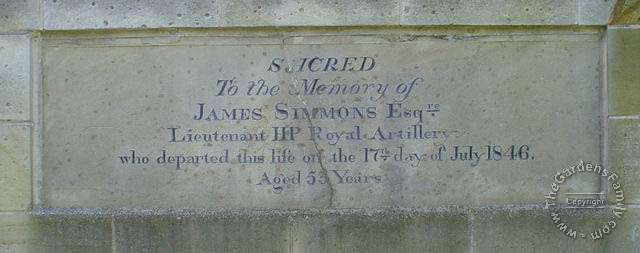 SACRED
To the Memory of
JAMES SIMMONS Esqre
Lieutenant HP Royal Artillery
who departed this life on the 17th day of July 1846.
Aged 53 Years
www.TheGardensFamily.com
Copyright